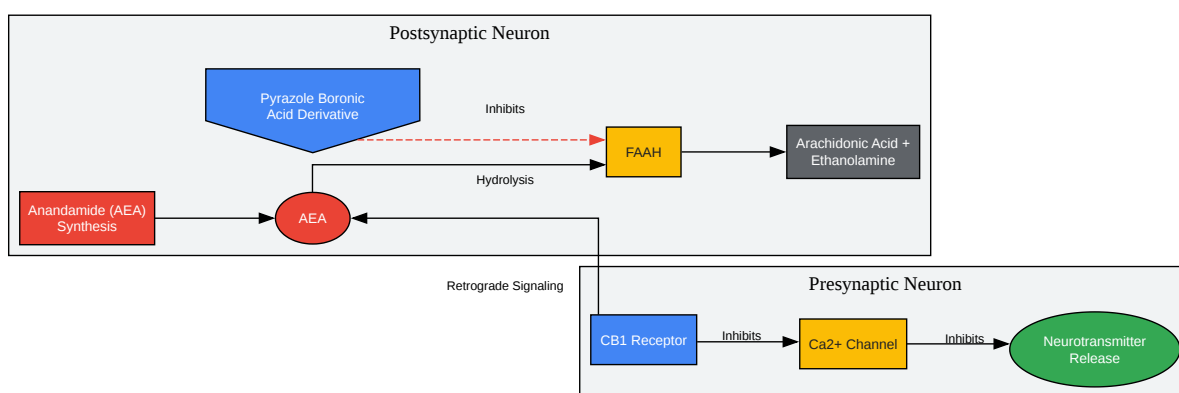 Postsynaptic Neuron
Pyrazole Boronic
Acid Derivative
Inhibits
FAAH
Arachidonic Acid +
Ethanolamine
Hydrolysis
Anandamide (AEA)
Synthesis
AEA
Retrograde Signaling
Presynaptic Neuron
CB1 Receptor
Inhibits
Ca2+ Channel
Inhibits
Neurotransmitter
Release